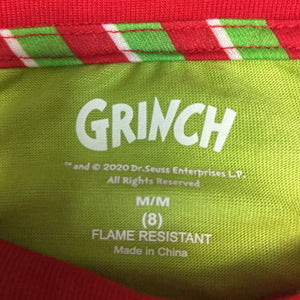 GRINCH
™ and © 2020 Dr.Seuss Enterprises L.P.
All Rights Reserved
M/M
(8)
FLAME RESISTANT
Made in China